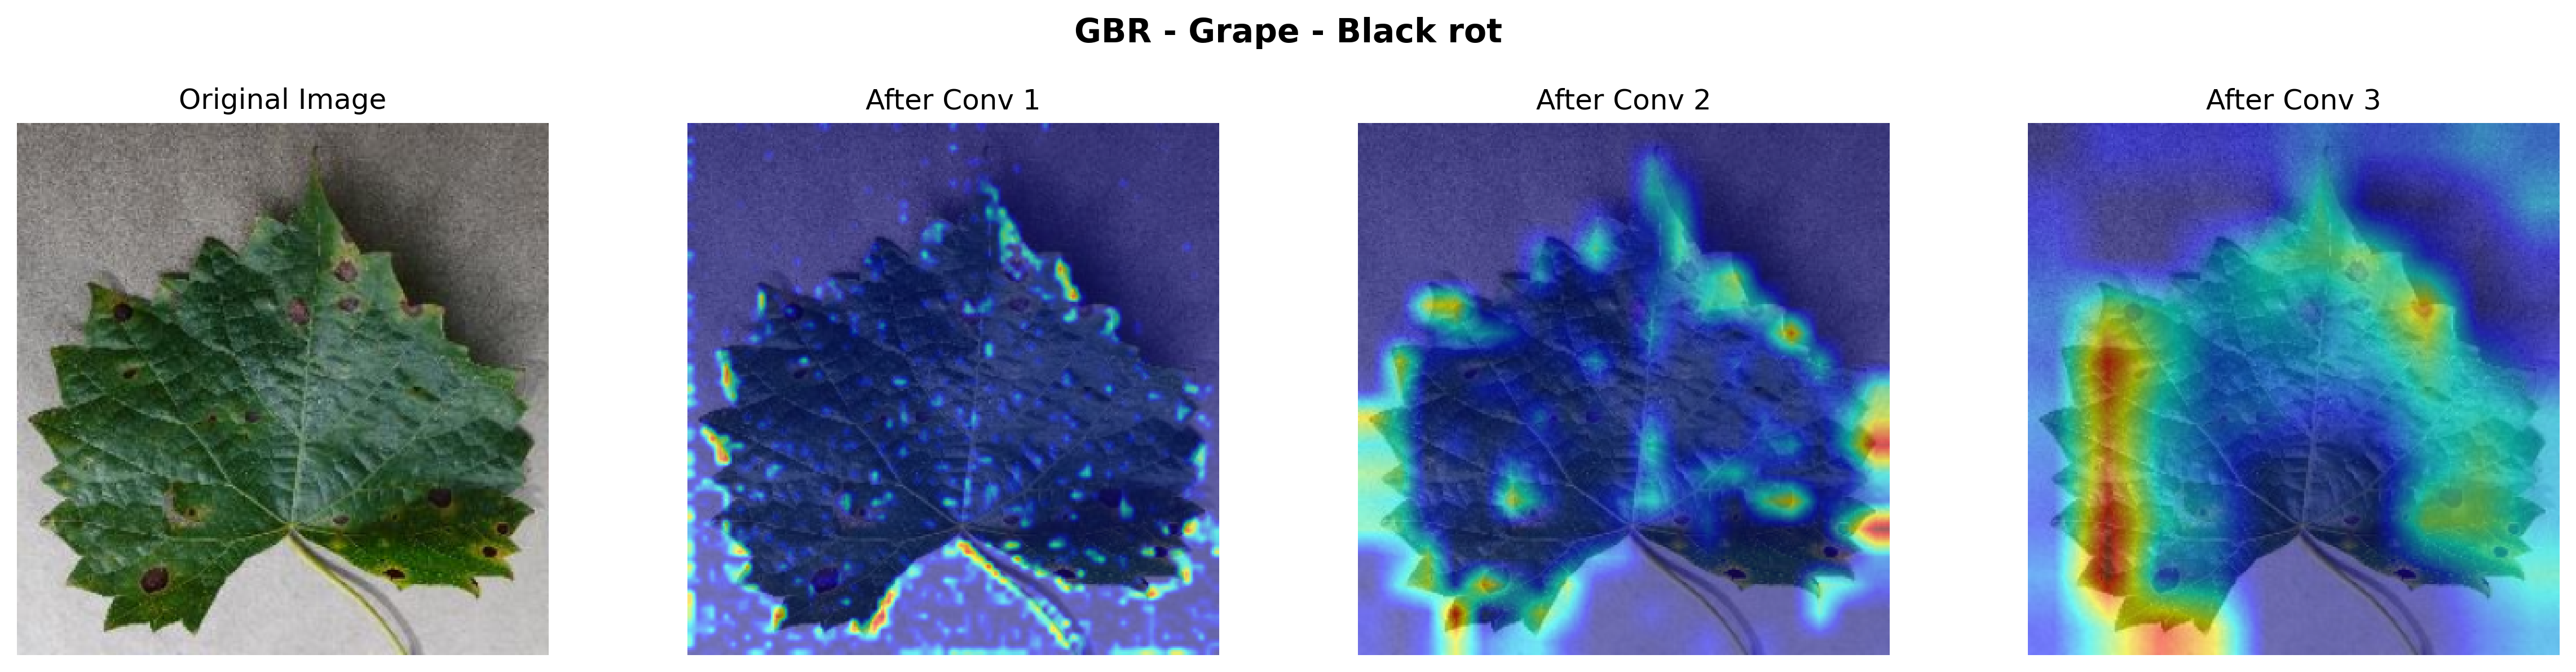 GBR - Grape - Black rot
Original Image
After Conv 1
After Conv 2
After Conv 3